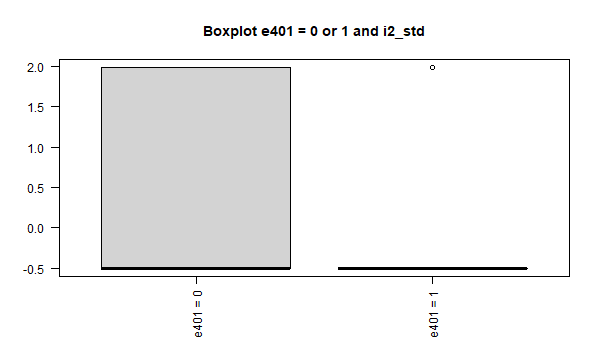 Boxplot e401 = 0 or 1 and i2_std
2.0
1.5
1.0
0.5
0.0
-0.5
e401 = 0
e401 = 1